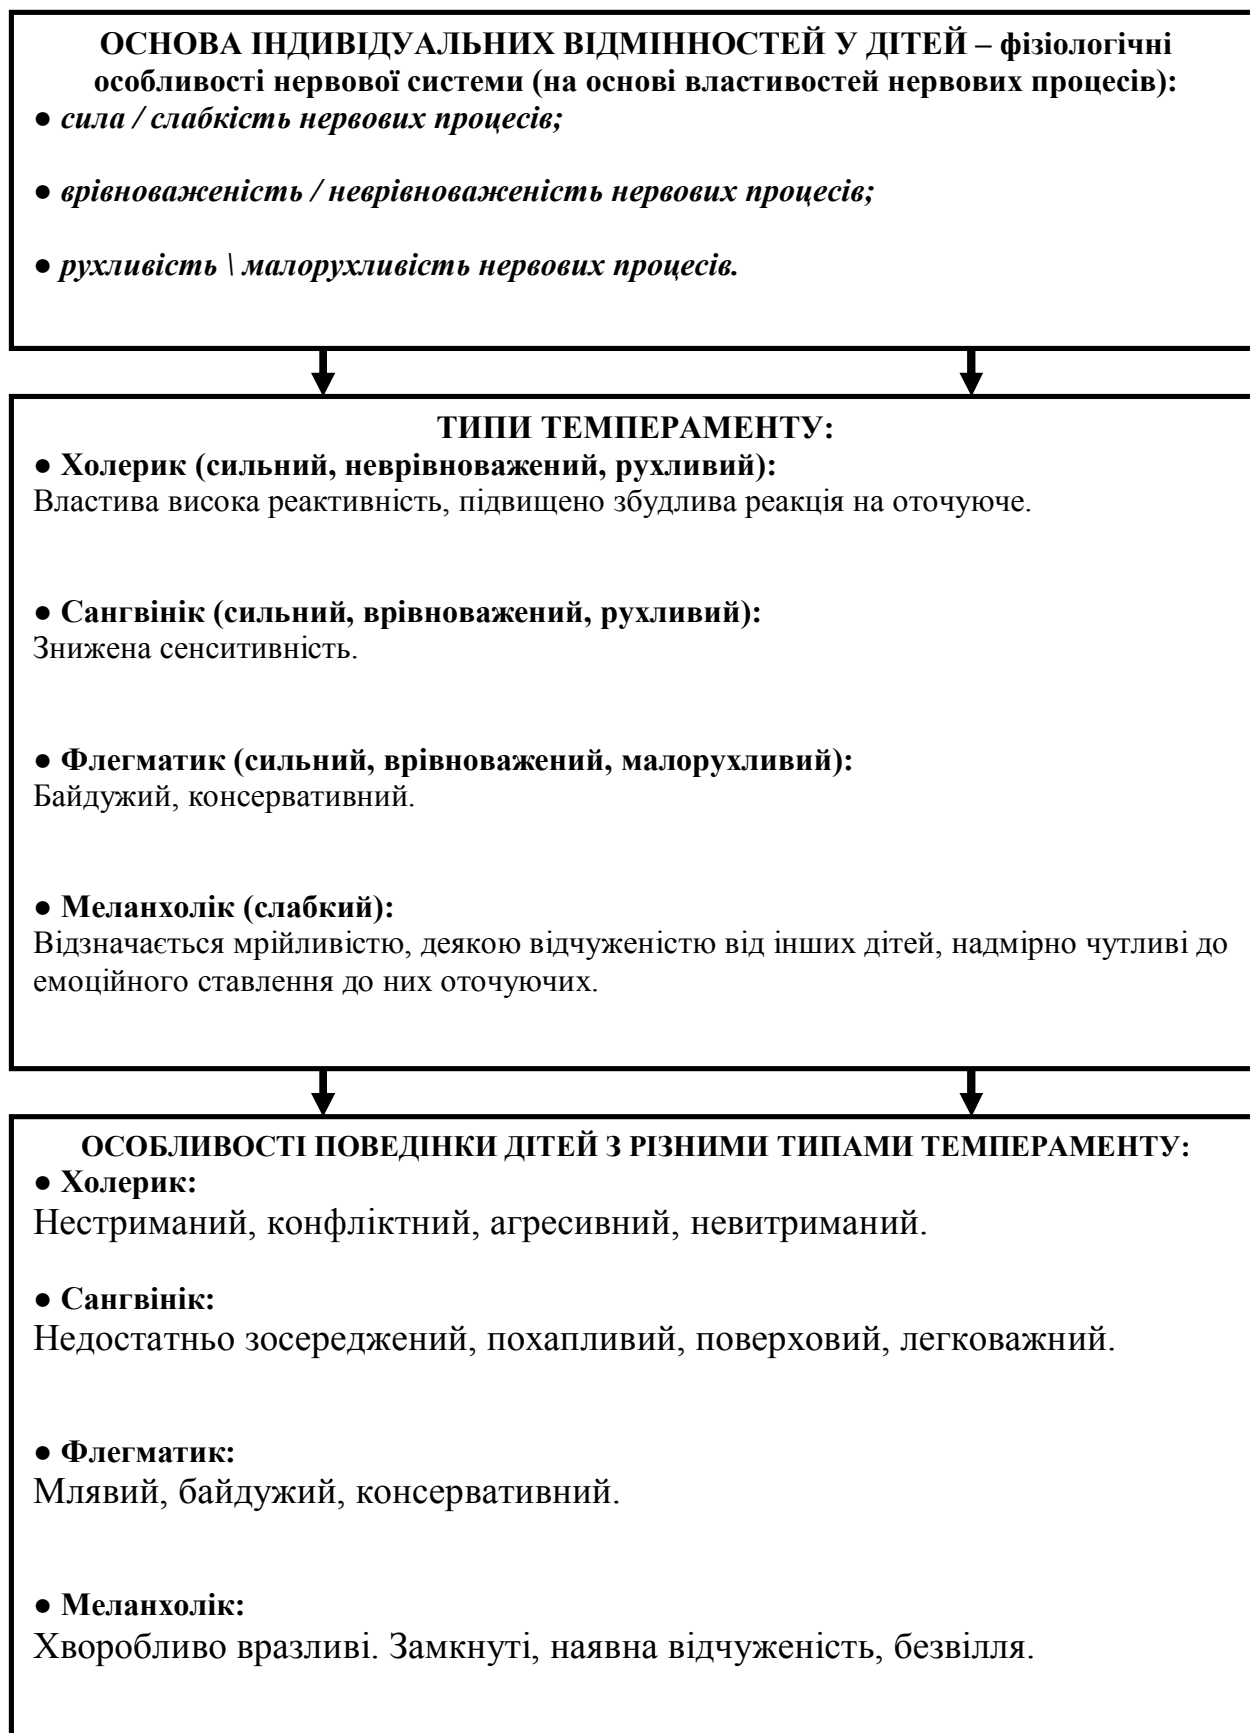 ОСНОВА ІНДИВІДУАЛЬНИХ ВІДМІННОСТЕЙ У ДІТЕЙ – фізіологічні
особливості нервової системи (на основі властивостей нервових процесів):
● сила / слабкість нервових процесів;
● врівноваженість / неврівноваженість нервових процесів;
● рухливість \ малорухливість нервових процесів.
ТИПИ ТЕМПЕРАМЕНТУ:
● Холерик (сильний, неврівноважений, рухливий):
Властива висока реактивність, підвищено збудлива реакція на оточуюче.
● Сангвінік (сильний, врівноважений, рухливий):
Знижена сенситивність.
● Флегматик (сильний, врівноважений, малорухливий):
Байдужий, консервативний.
● Меланхолік (слабкий):
Відзначається мрійливістю, деякою відчуженістю від інших дітей, надмірно чутливі до
емоційного ставлення до них оточуючих.
ОСОБЛИВОСТІ ПОВЕДІНКИ ДІТЕЙ З РІЗНИМИ ТИПАМИ ТЕМПЕРАМЕНТУ:
● Холерик:
Нестриманий, конфліктний, агресивний, невитриманий.
● Сангвінік:
Недостатньо зосереджений, похапливий, поверховий, легковажний.
● Флегматик:
Млявий, байдужий, консервативний.
● Меланхолік:
Хворобливо вразливі. Замкнуті, наявна відчуженість, безвілля.